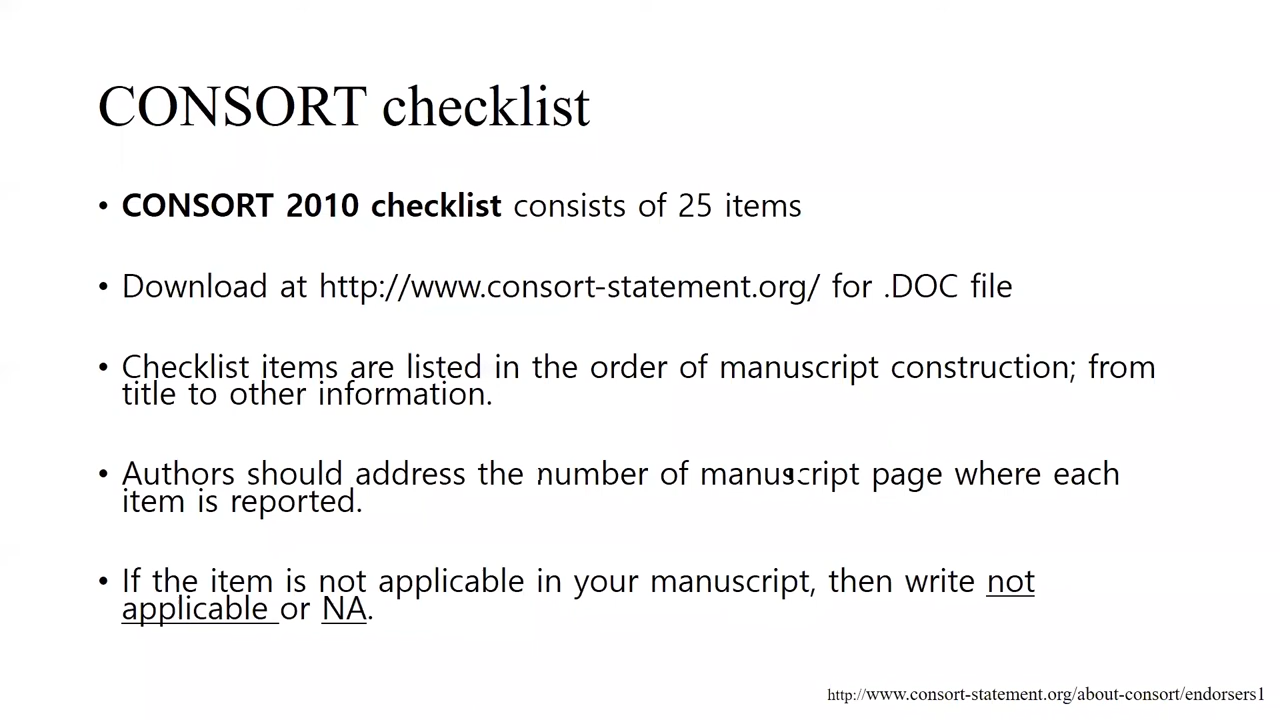 CONSORT checklist
• CONSORT 2010 checklist consists of 25 items
• Download at http://www.consort-statement.org/ for .DOC file
• Checklist items are listed in the order of manuscript construction; from
title to other information.
• Authors should address the number of manuscript page where each
item is reported.
• If the item is not applicable in your manuscript, then write not
applicable or NA.
http://www.consort-statement.org/about-consort/endorsers1